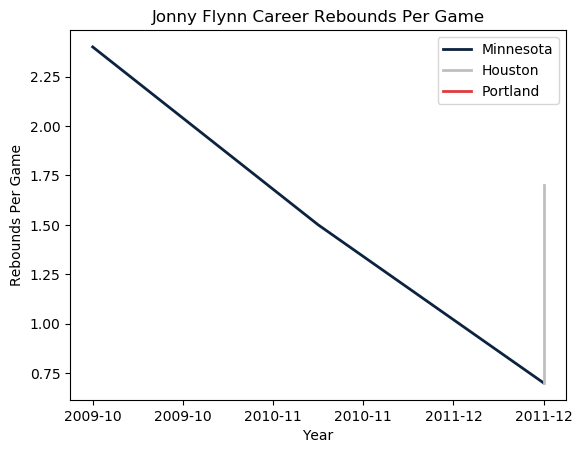 Jonny Flynn Career Rebounds Per Game
Minnesota
Houston
Portland
2.25
2.00
1.75
1.50
1.25
1.00
0.75
Rebounds Per Game
2009-10 2009-10 2010-11 2010-11 2011-12 2011-12
Year